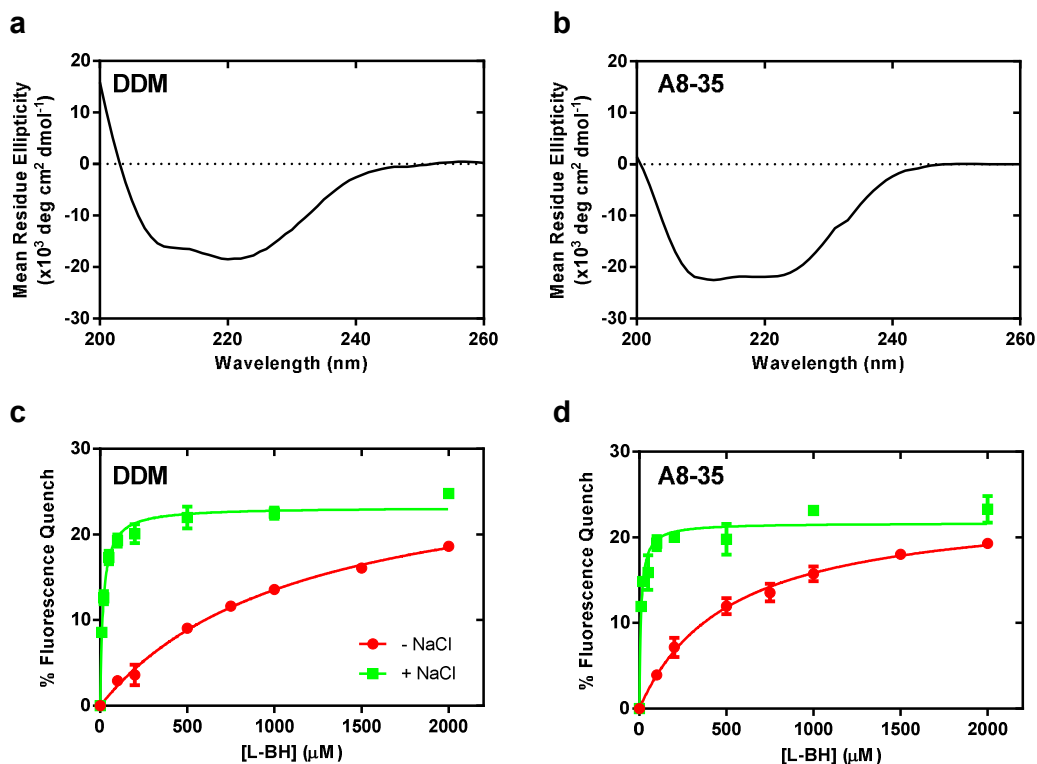 a
DDM
Mean Residue Ellipticity
(x10³ deg cm² dmol⁻¹)
20
10
0
-10
-20
-30
200
220
240
260
Wavelength (nm)
b
A8-35
Mean Residue Ellipticity
(x10³ deg cm² dmol⁻¹)
20
10
0
-10
-20
-30
200
220
240
260
Wavelength (nm)
c
DDM
% Fluorescence Quench
30
20
10
0
0
500
1000
1500
2000
[L-BH] (μM)
- NaCl
+ NaCl
d
A8-35
% Fluorescence Quench
30
20
10
0
0
500
1000
1500
2000
[L-BH] (μM)